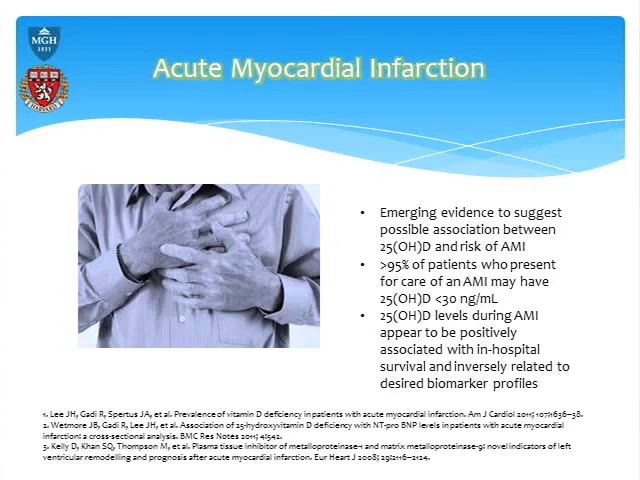 MGH
1811
HARVARD
Acute Myocardial Infarction
• Emerging evidence to suggest
possible association between
25(OH)D and risk of AMI
• >95% of patients who present
for care of an AMI may have
25(OH)D <30 ng/mL
• 25(OH)D levels during AMI
appear to be positively
associated with in-hospital
survival and inversely related to
desired biomarker profiles
1. Lee JH, Gadi R, Spertus JA, et al. Prevalence of vitamin D deficiency in patients with acute myocardial infarction. Am J Cardiol 2011; 107:1636–38.
2. Wetmore JB, Gadi R, Lee JH, et al. Association of 25-hydroxyvitamin D deficiency with NT-pro BNP levels in patients with acute myocardial
infarction: a cross-sectional analysis. BMC Res Notes 2011; 4:542.
3. Kelly D, Khan SQ, Thompson M, et al. Plasma tissue inhibitor of metalloproteinase-1 and matrix metalloproteinase-9: novel indicators of left
ventricular remodelling and prognosis after acute myocardial infarction. Eur Heart J 2008; 29:2116–2124.